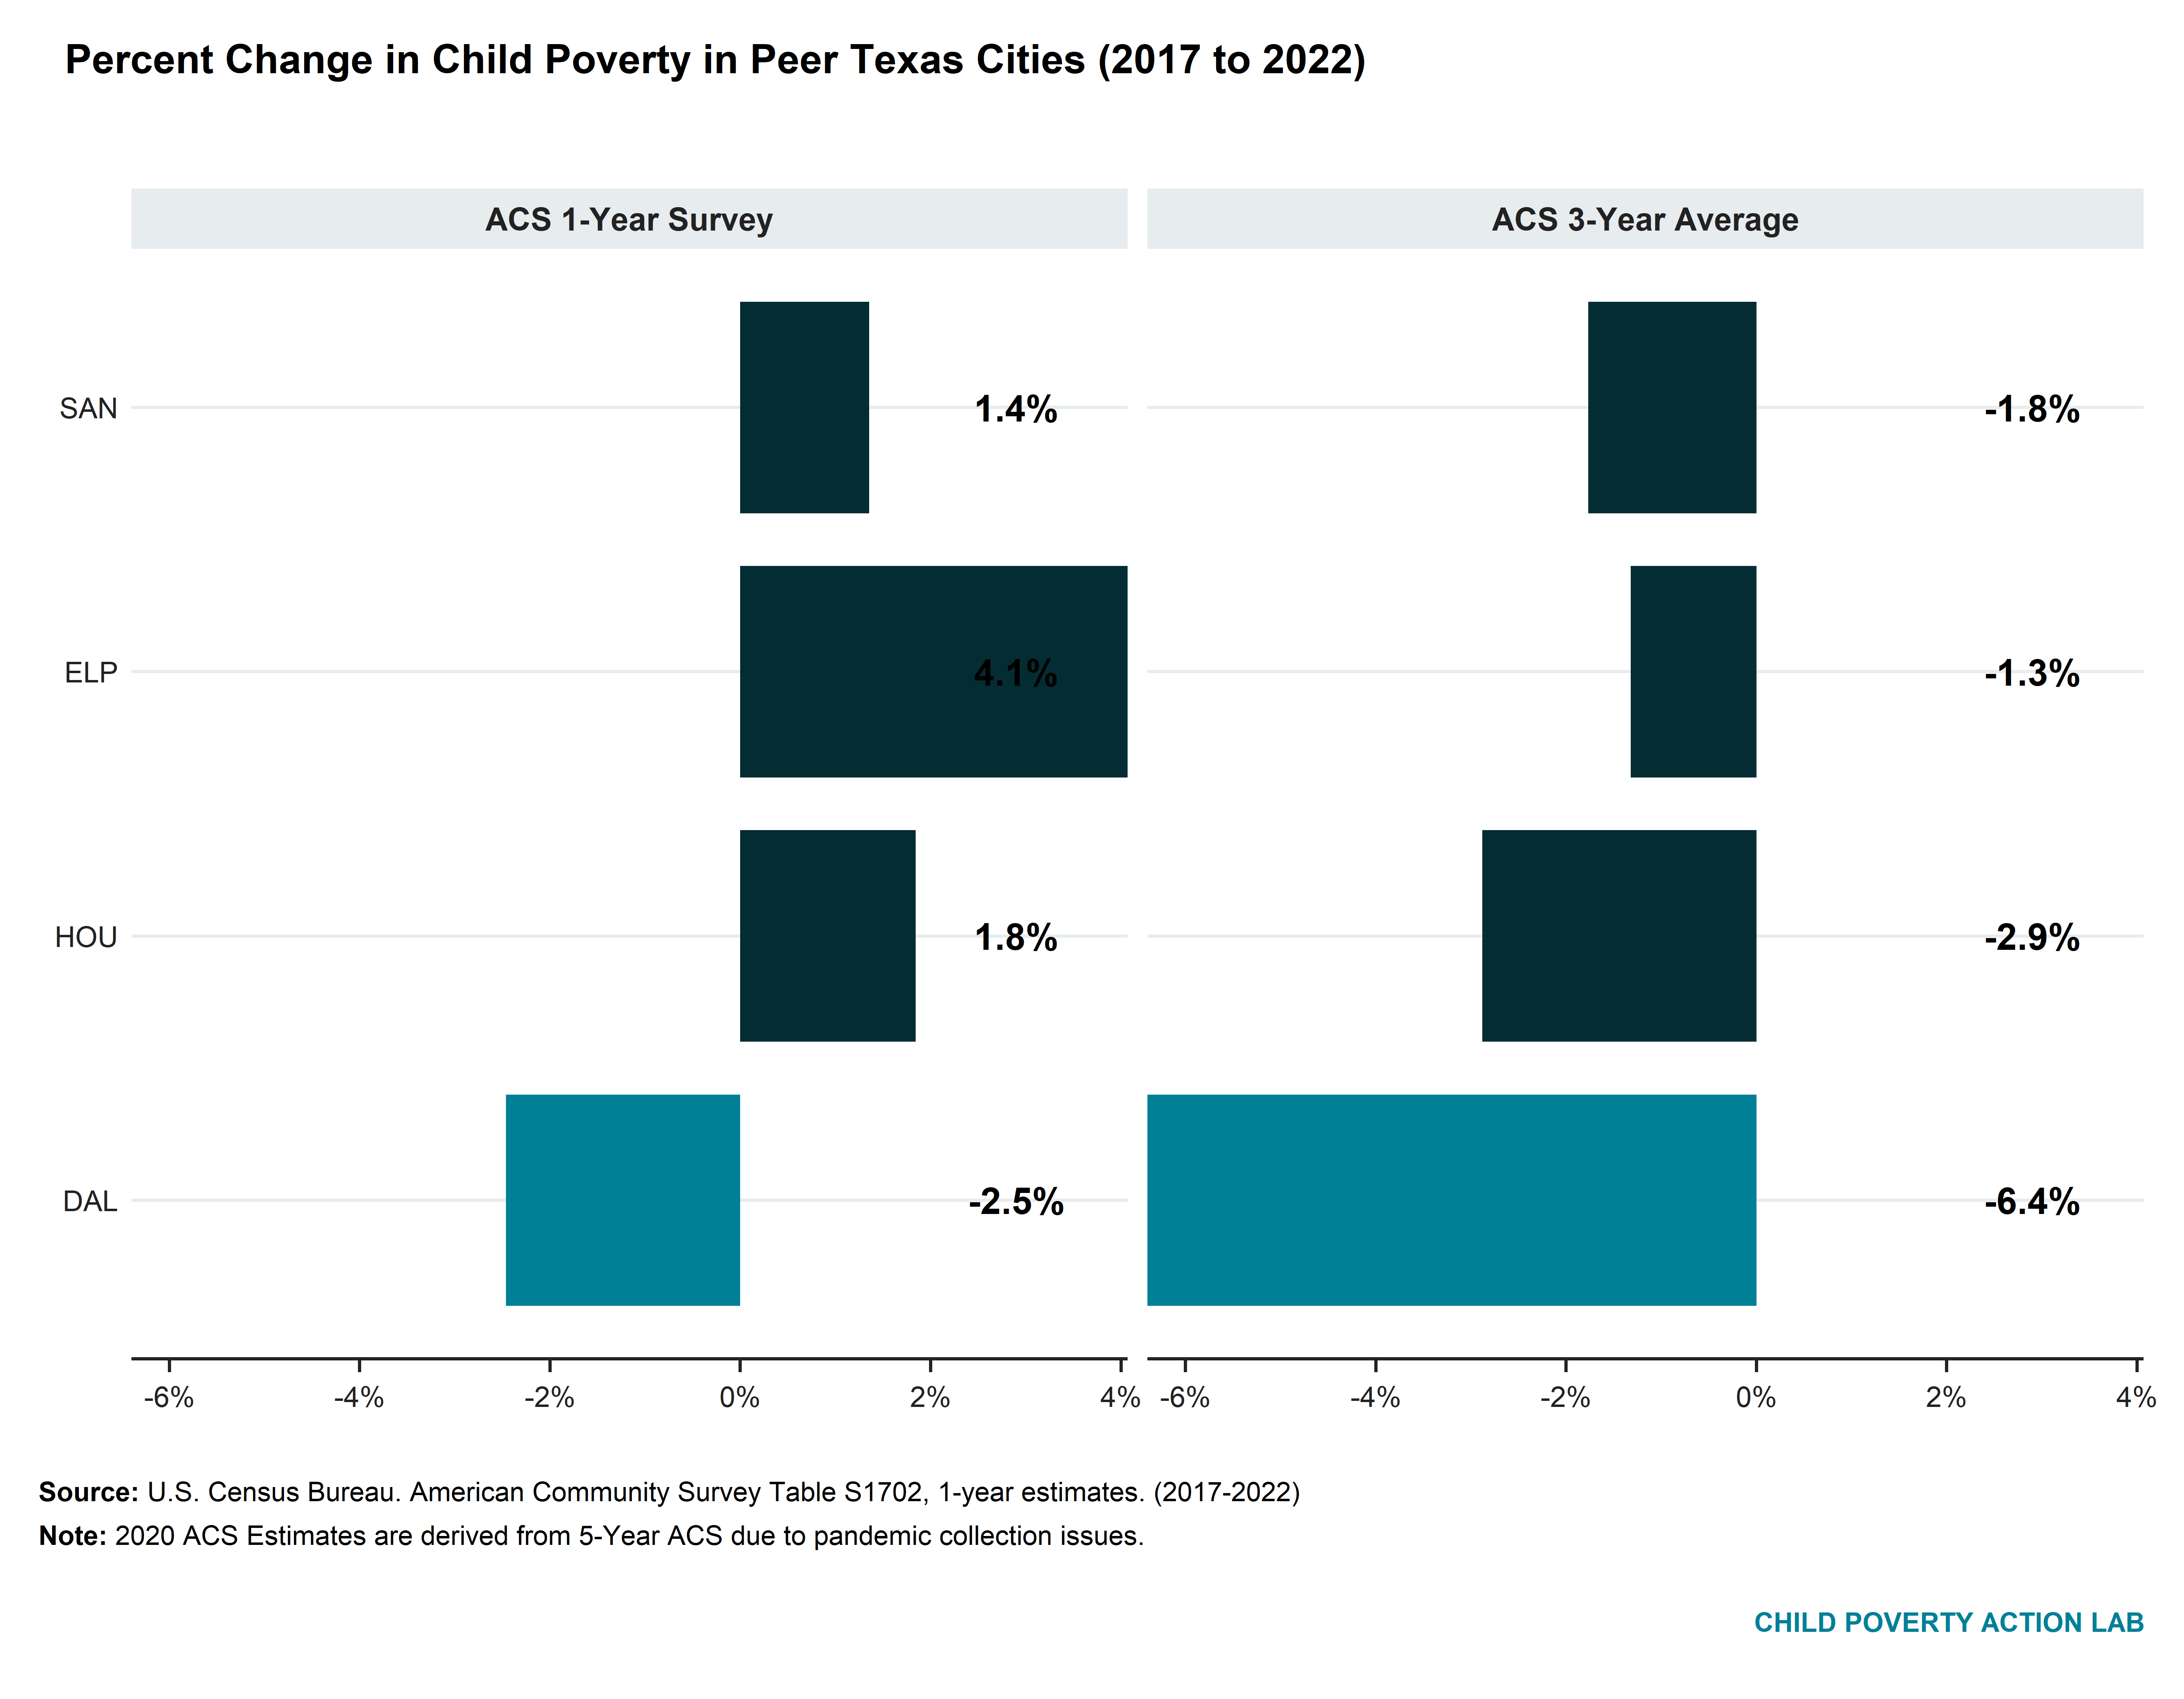 Percent Change in Child Poverty in Peer Texas Cities (2017 to 2022)
ACS 1-Year Survey
ACS 3-Year Average
SAN
1.4%
-1.8%
ELP
4.1%
-1.3%
HOU
1.8%
-2.9%
DAL
-2.5%
-6.4%
-6% -4% -2% 0% 2% 4%
-6% -4% -2% 0% 2% 4%
Source: U.S. Census Bureau. American Community Survey Table S1702, 1-year estimates. (2017-2022)
Note: 2020 ACS Estimates are derived from 5-Year ACS due to pandemic collection issues.
CHILD POVERTY ACTION LAB